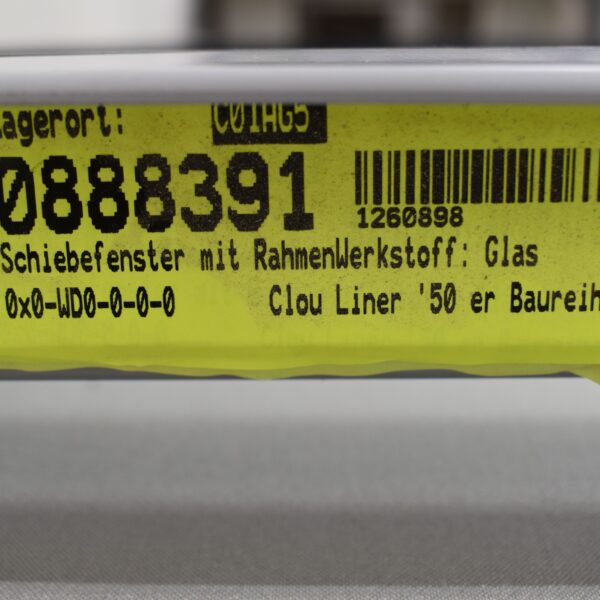 Lagerort: C01AG5
0888391
1260898
Schiebefenster mit RahmenWerkstoff: Glas
0x0-WD0-0-0-0 Clou Liner '50 er Baureih